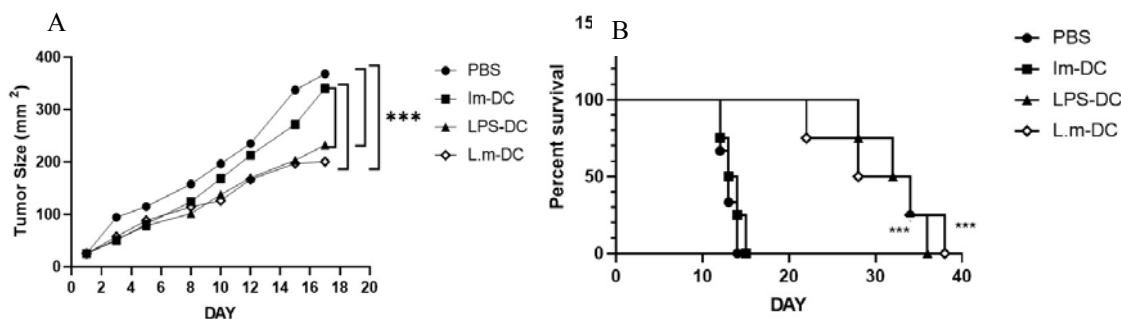 A
400
300
200
100
0
Tumor Size (mm²)
0 2 4 6 8 10 12 14 16 18 20
DAY
PBS
Im-DC
LPS-DC
L.m-DC
***
15
B
100
50
0
Percent survival
0 10 20 30 40
DAY
*** ***
PBS
Im-DC
LPS-DC
L.m-DC